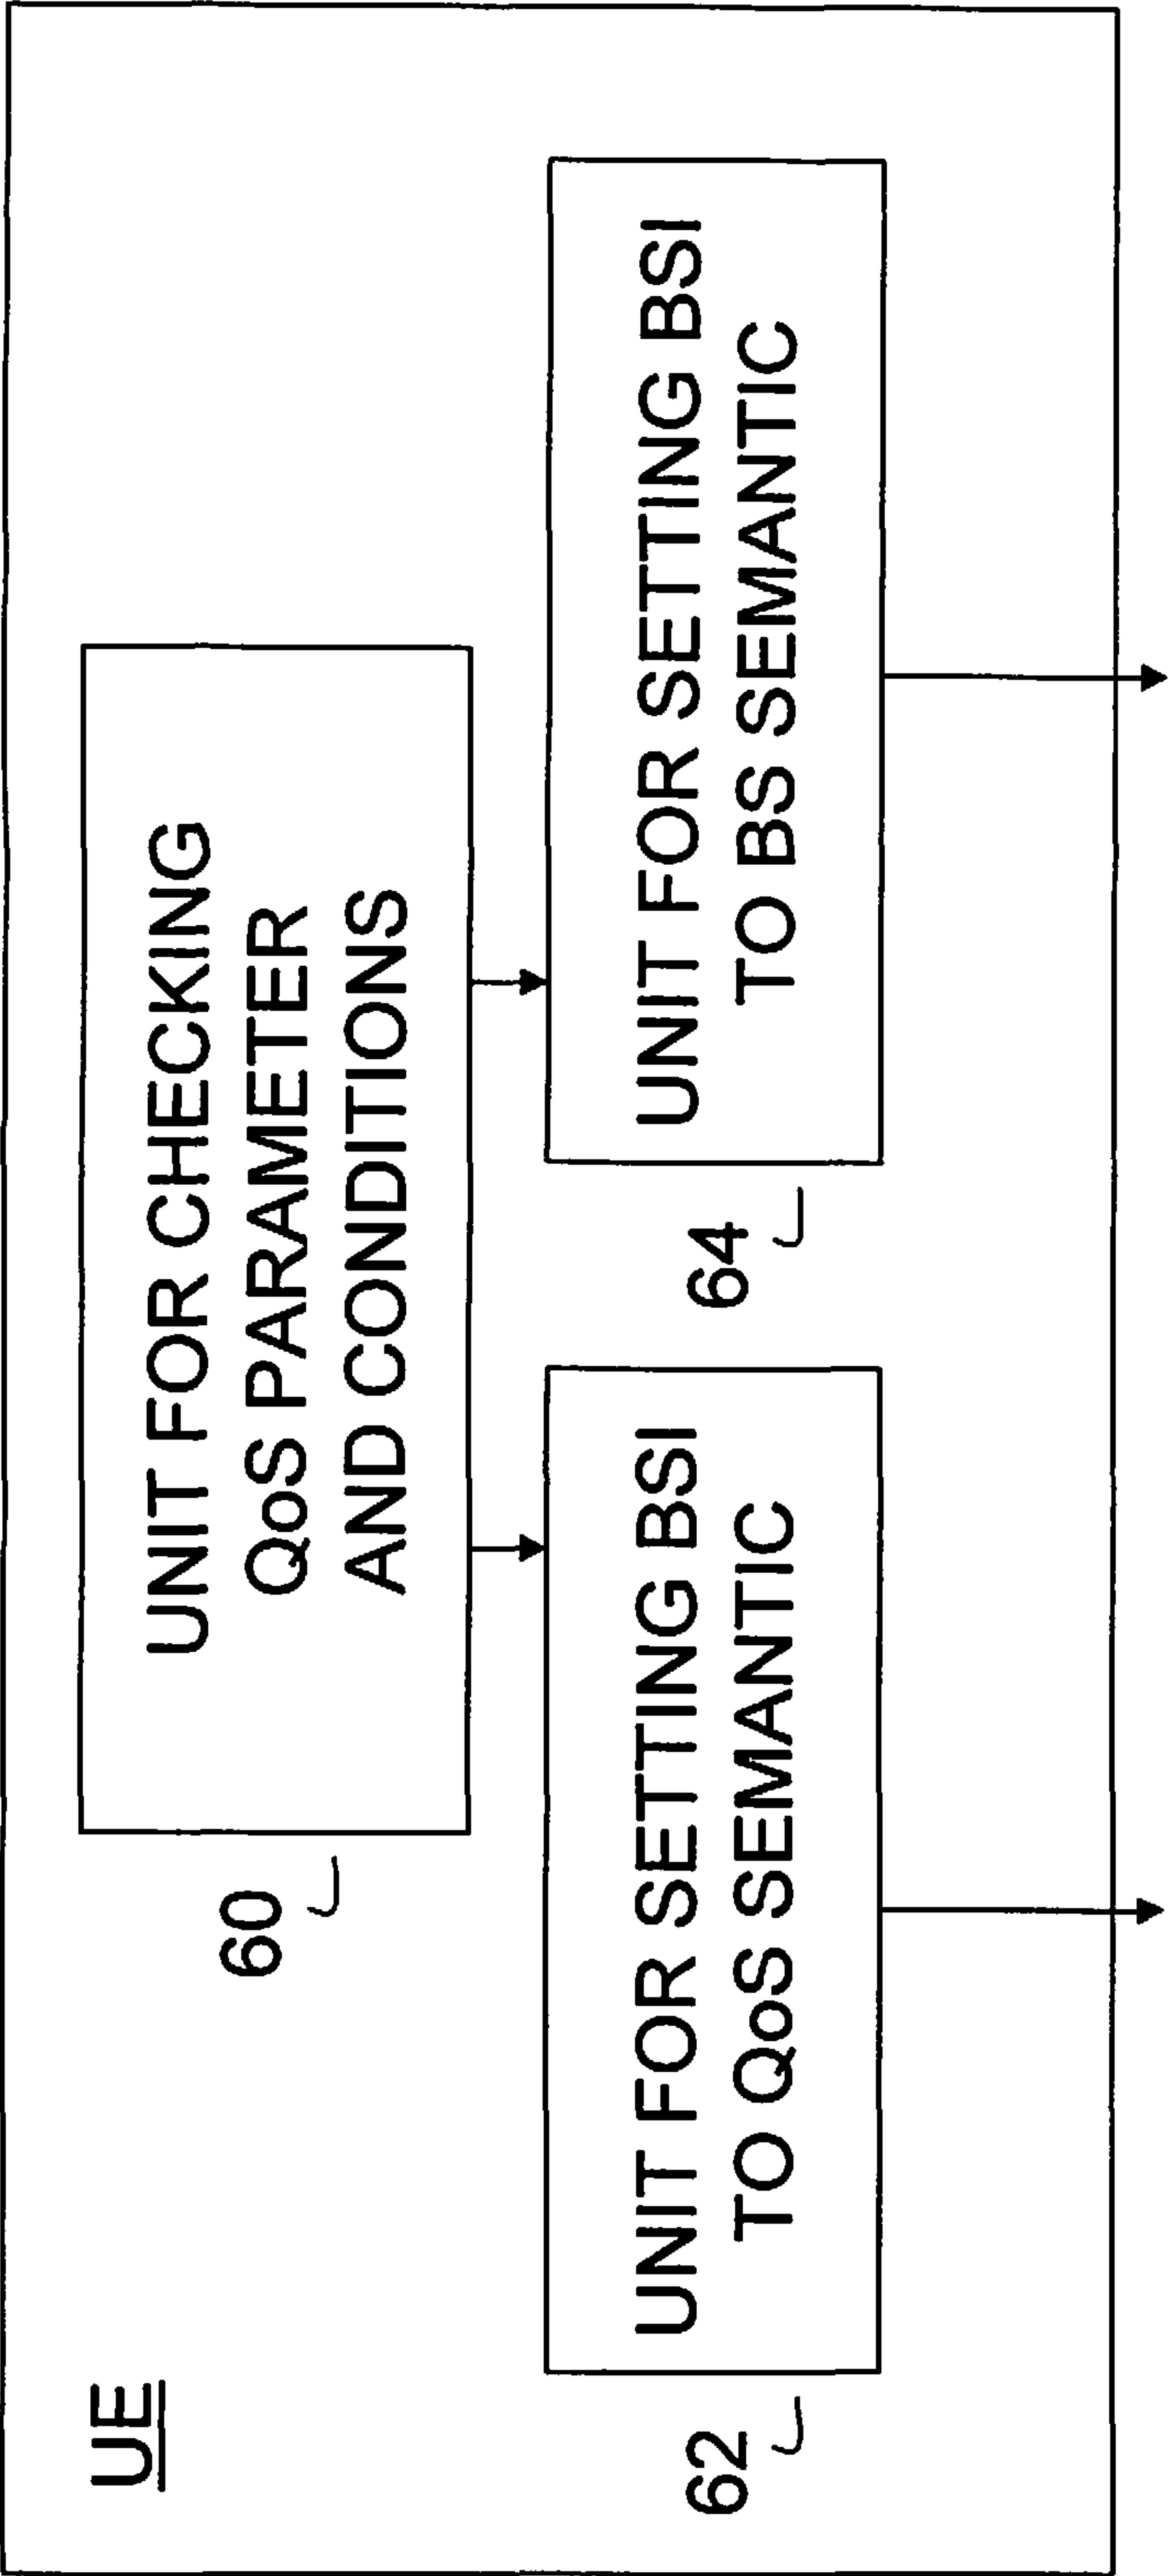 UE
60
UNIT FOR CHECKING
QoS PARAMETER
AND CONDITIONS
62
UNIT FOR SETTING BSI
TO QoS SEMANTIC
64
UNIT FOR SETTING BSI
TO BS SEMANTIC